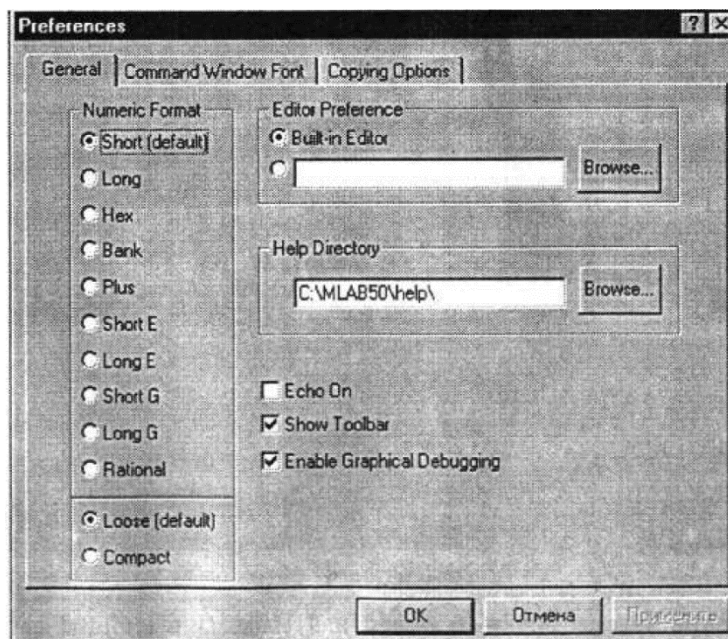 Preferences
General Command Window Font Copying Options
Numeric Format
Short (default)
Long
Hex
Bank
Plus
Short E
Long E
Short G
Long G
Rational
Loose (default)
Compact
Editor Preference
Built-in Editor
Browse...
Help Directory
C:\MLAB50\help\
Browse...
Echo On
Show Toolbar
Enable Graphical Debugging
OK Отмена Применить